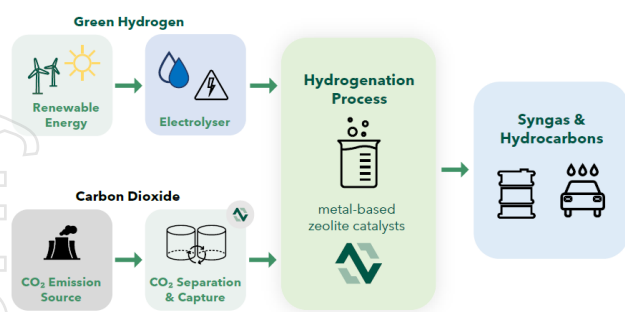 Green Hydrogen
Renewable
Energy
Electrolyser
Hydrogenation
Process
metal-based
zeolite catalysts
Syngas &
Hydrocarbons
Carbon Dioxide
CO₂ Emission
Source
CO₂ Separation
& Capture